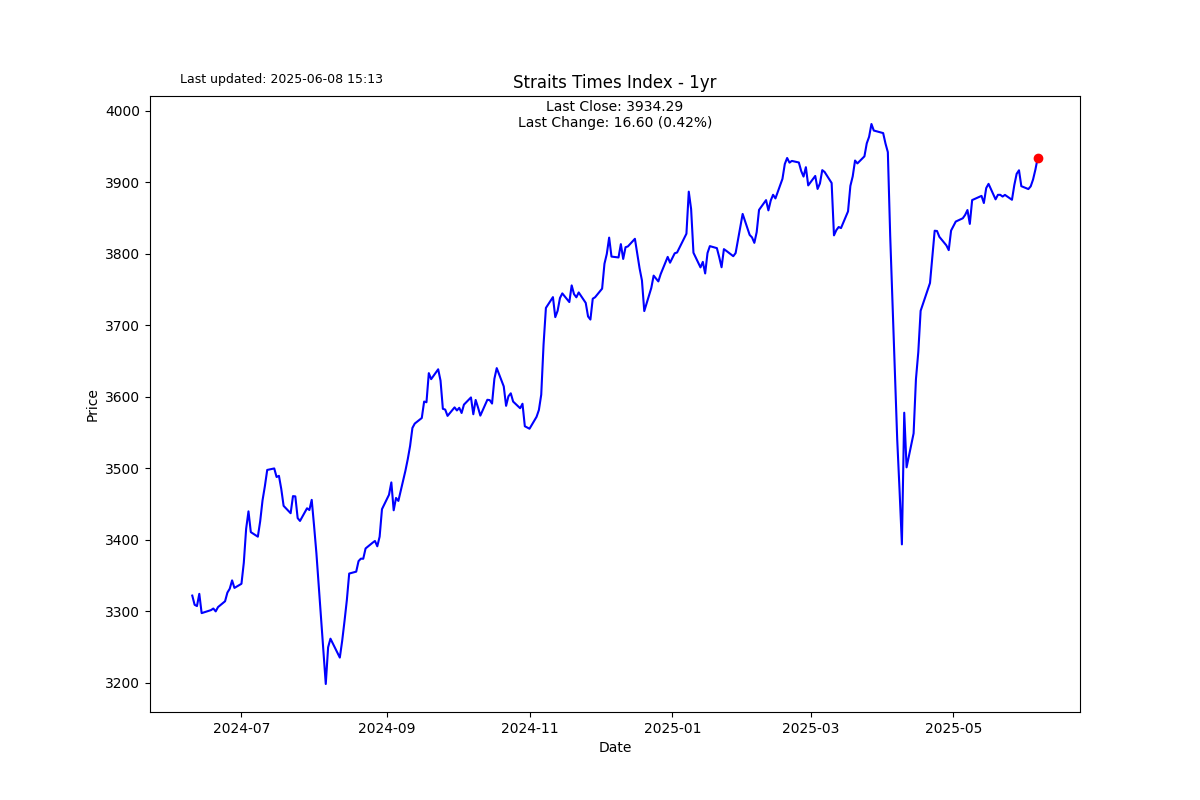 Last updated: 2025-06-08 15:13
Straits Times Index - 1yr
Last Close: 3934.29
Last Change: 16.60 (0.42%)
4000
3900
3800
3700
3600
3500
3400
3300
3200
Price
2024-07
2024-09
2024-11
2025-01
2025-03
2025-05
Date